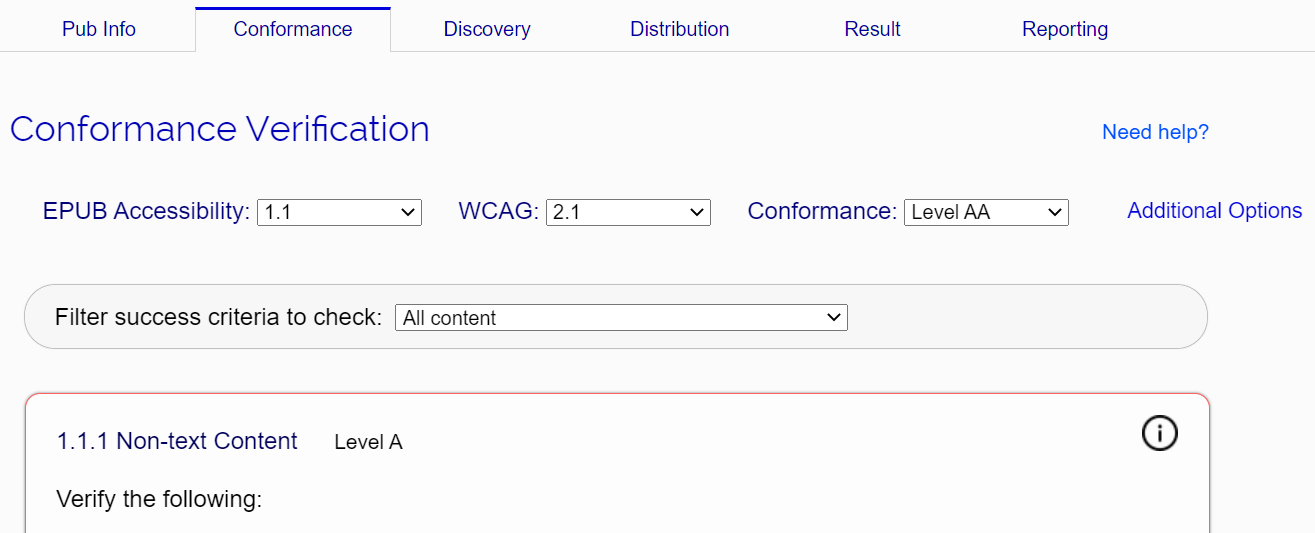 Pub Info Conformance Discovery Distribution Result Reporting
Conformance Verification Need help?
EPUB Accessibility: 1.1 WCAG: 2.1 Conformance: Level AA Additional Options
Filter success criteria to check: All content
1.1.1 Non-text Content Level A
Verify the following: